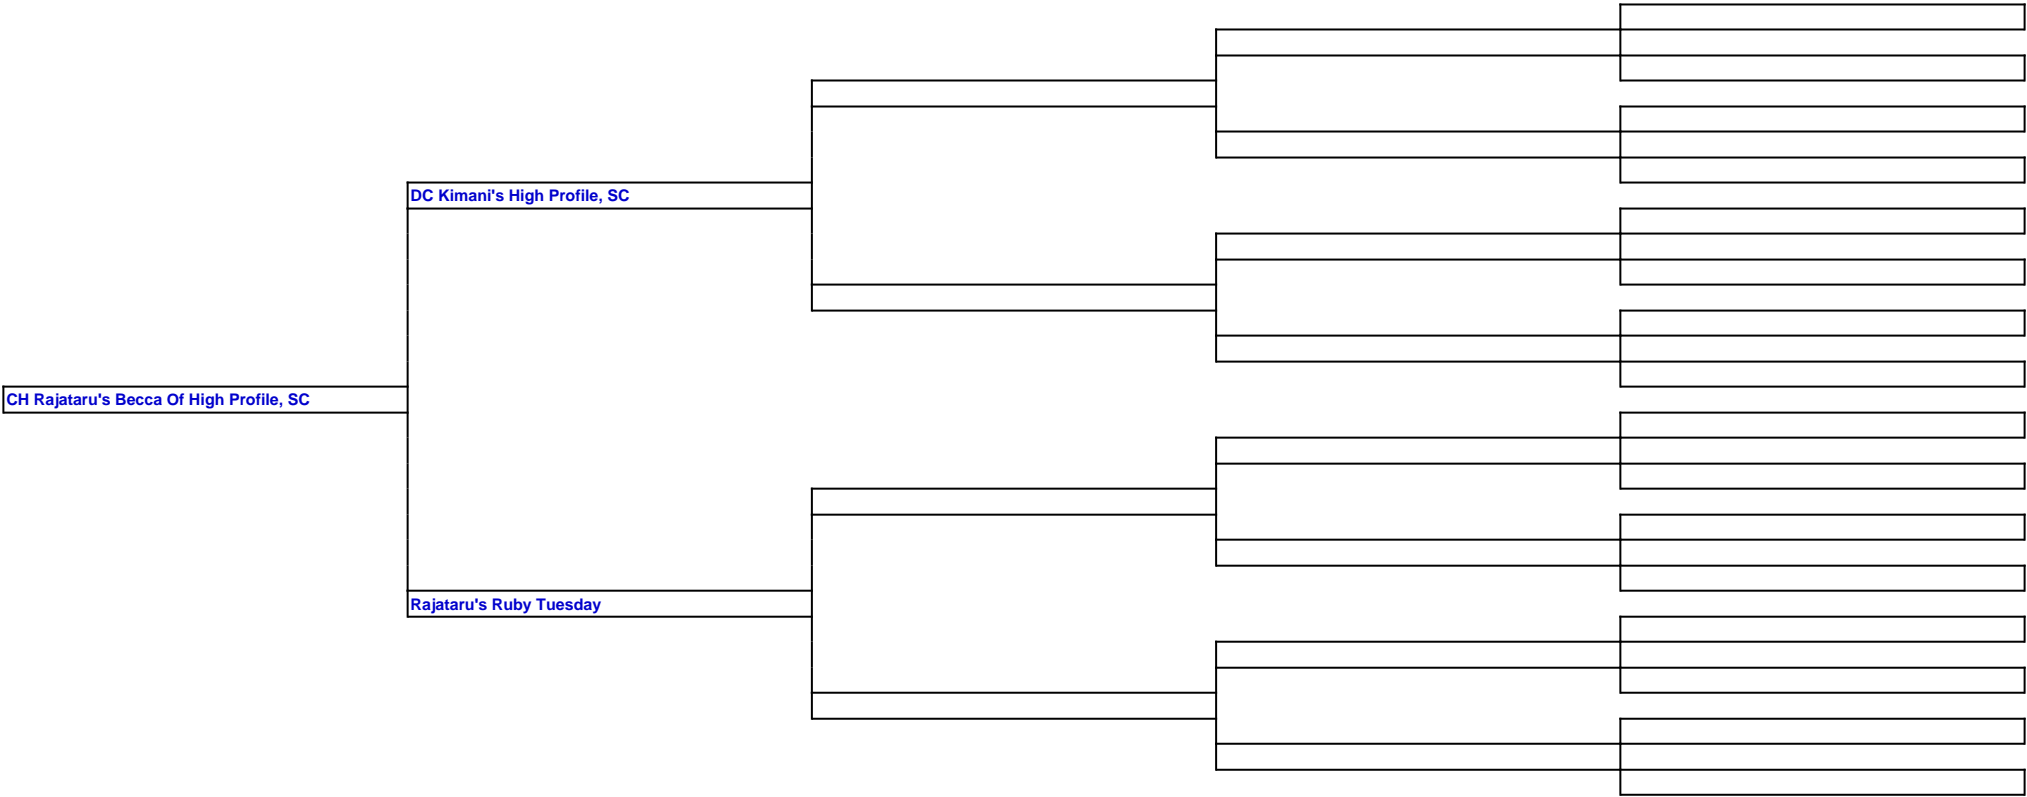 DC Kimani's High Profile, SC
CH Rajataru's Becca Of High Profile, SC
Rajataru's Ruby Tuesday